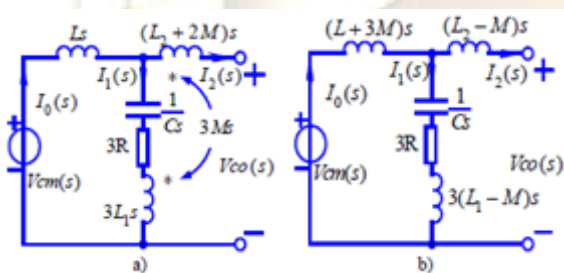 Ls
(L₂+2M)s
I₁(s)
*
I₂(s)
+
I₀(s)
1
Cs
3Ms
+
3R
Vcm(s)
*
Vco(s)
3L₁s
a)
(L+3M)s
(L₂-M)s
I₁(s)
I₂(s)
+
I₀(s)
1
Cs
+
3R
Vcm(s)
Vco(s)
3(L₁-M)s
b)